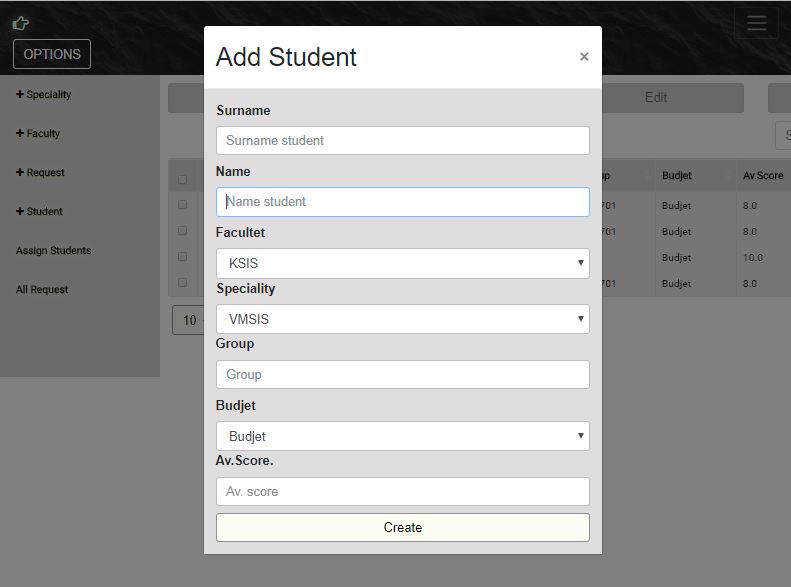 OPTIONS
Add Student
×
+ Speciality
+ Faculty
+ Request
+ Student
Assign Students
All Request
Surname
Surname student
Name
Name student
Facultet
KSIS
Speciality
VMSIS
Group
Group
Budjet
Budjet
Av.Score.
Av. score
Create
Edit
Budjet Av.Score
701 Budjet 8.0
701 Budjet 8.0
Budjet 10.0
701 Budjet 8.0
10